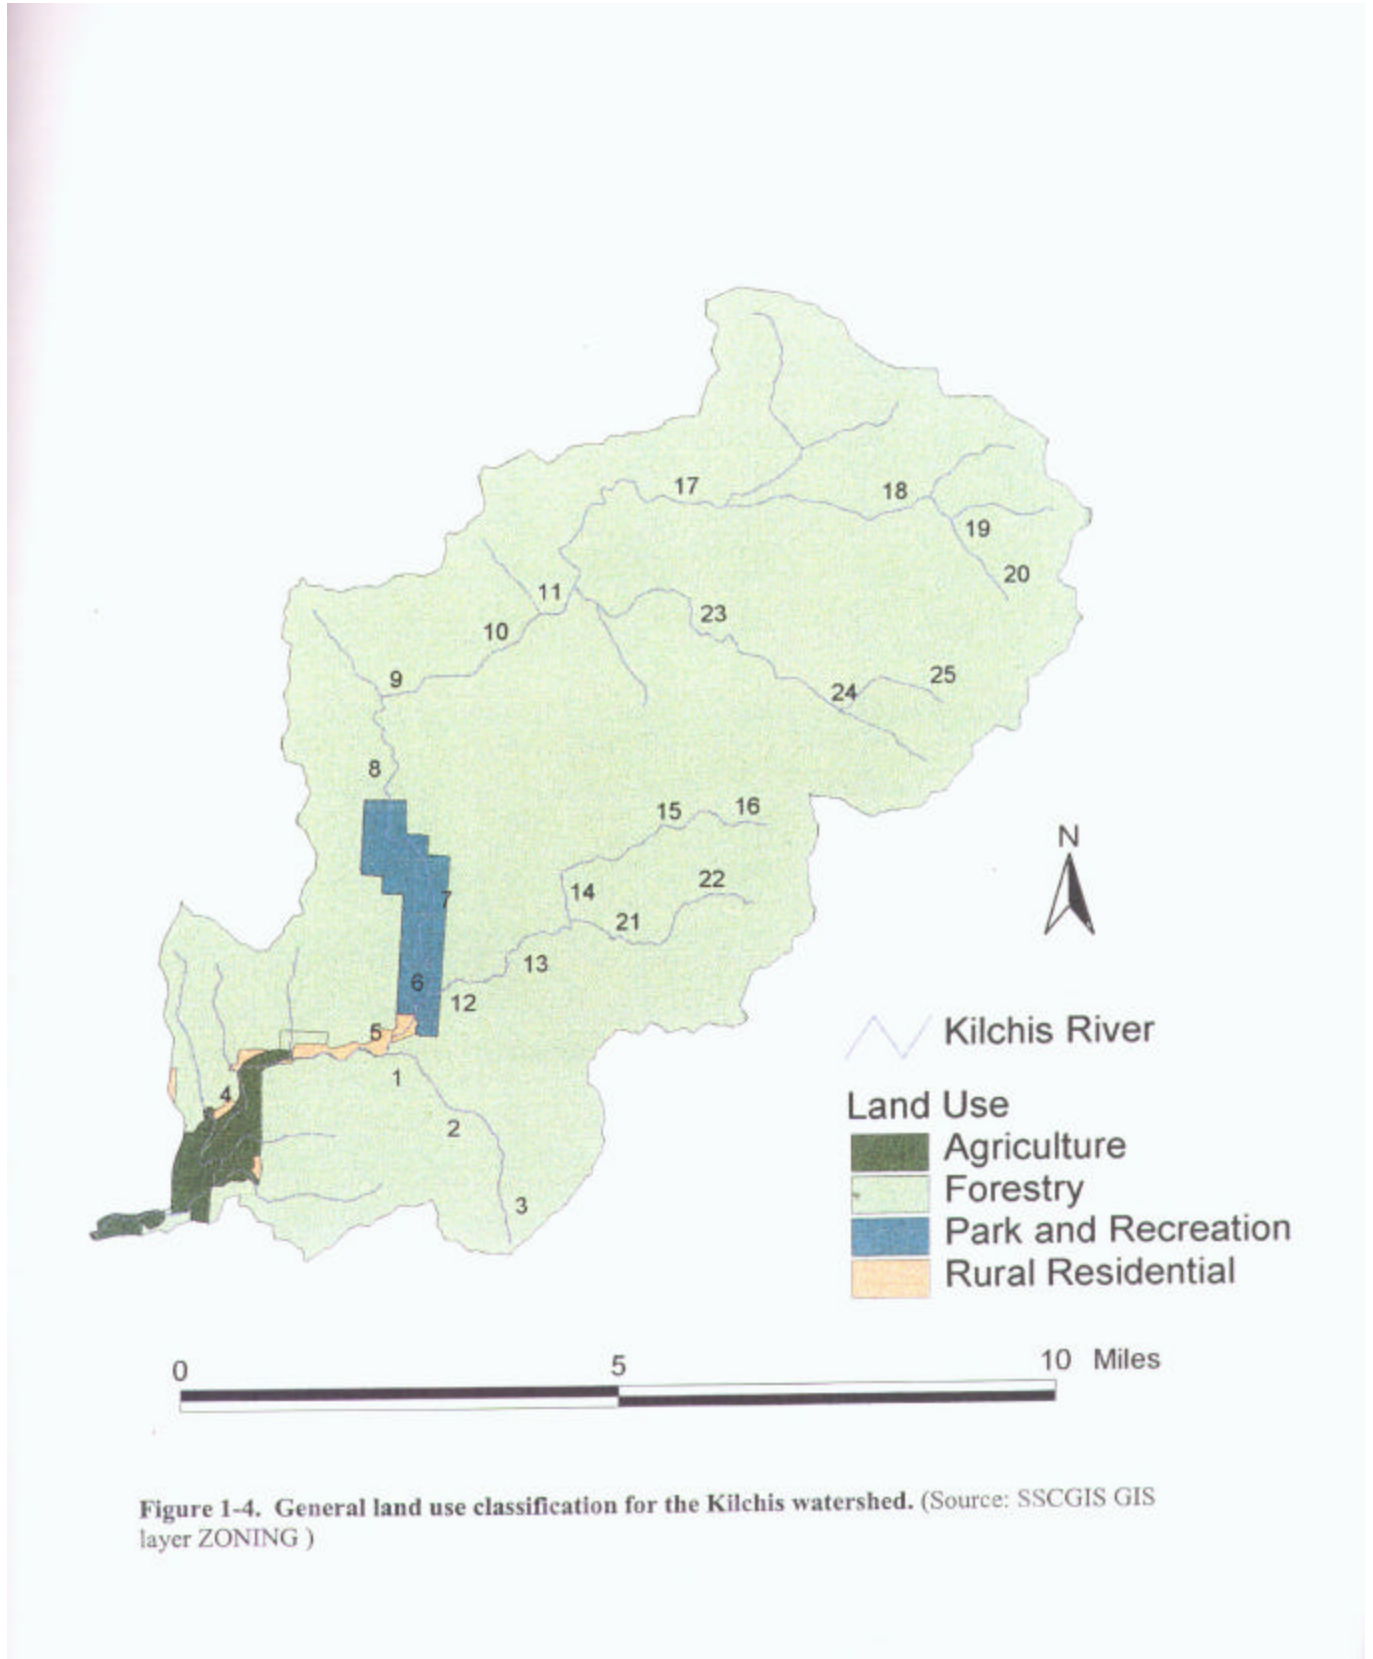 17
18
19
20
11
23
10
9
25
24
8
15
16
N
7
14
22
21
13
6
12
5
Kilchis River
1
4
Land Use
2
Agriculture
Forestry
3
Park and Recreation
Rural Residential
0 5 10 Miles
Figure 1-4. General land use classification for the Kilchis watershed. (Source: SSCGIS GIS
layer ZONING )